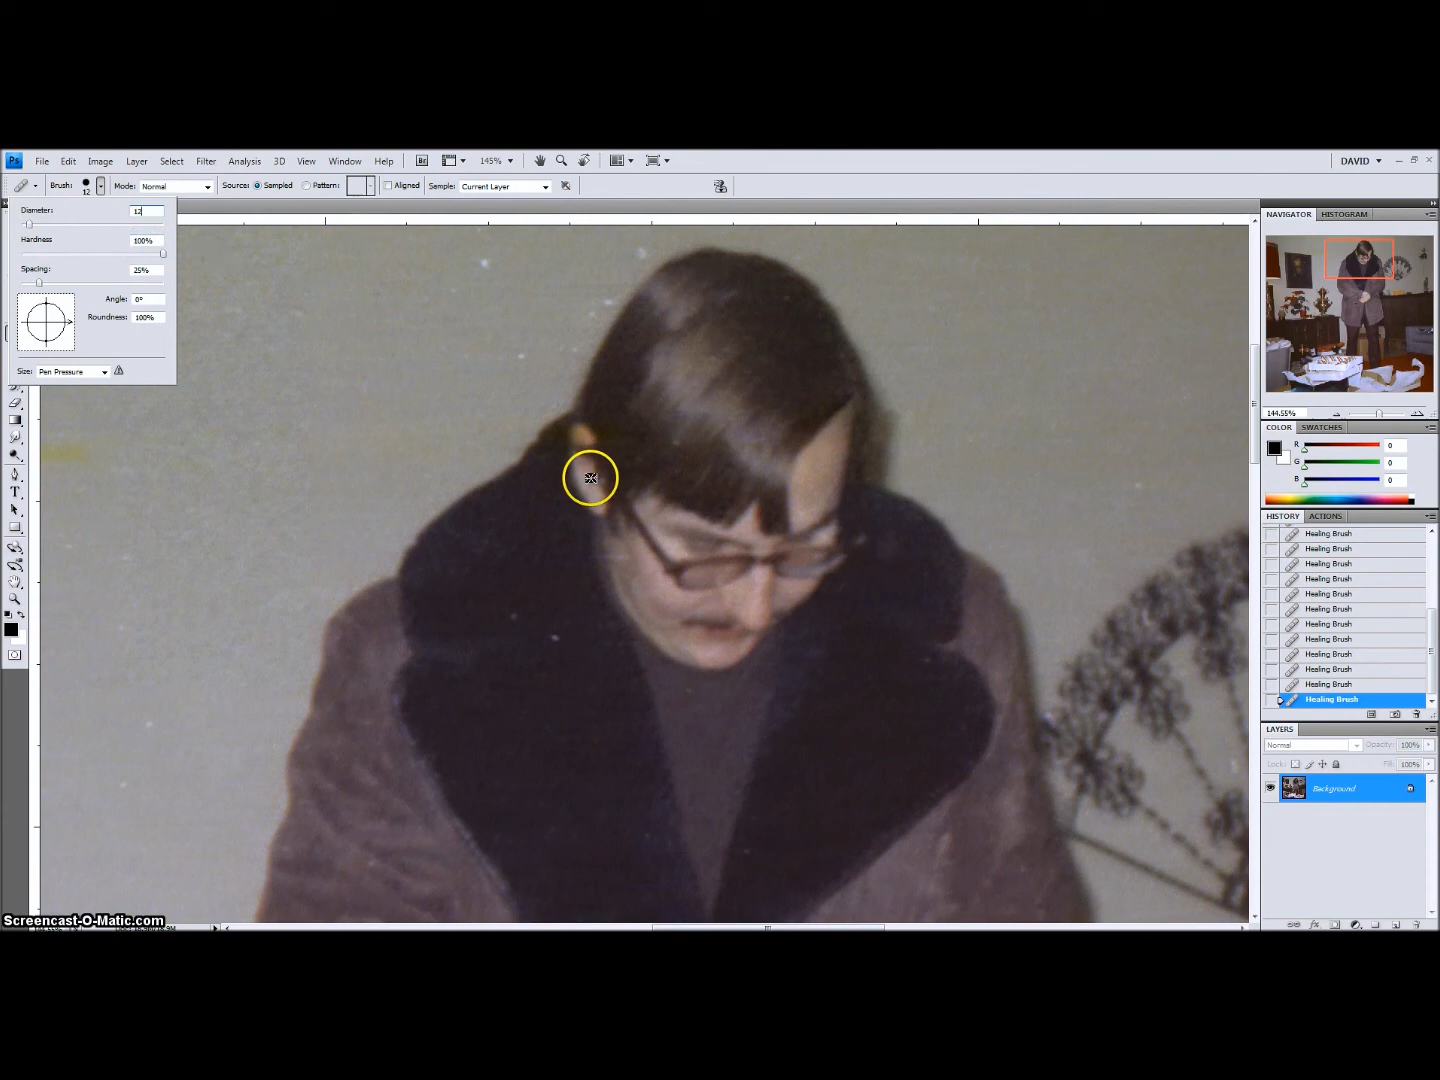 Ps File Edit Image Layer Select Filter Analysis 3D View Window Help Br 145% DAVID
Brush: 12 Mode: Normal Source: Sampled Pattern: Aligned Sample: Current Layer
Diameter: 12
Hardness 100%
Spacing: 25%
Angle: 0°
Roundness: 100%
Size: Pen Pressure
NAVIGATOR HISTOGRAM
144.55%
COLOR SWATCHES
R 0
G 0
B 0
HISTORY ACTIONS
Healing Brush
Healing Brush
Healing Brush
Healing Brush
Healing Brush
Healing Brush
Healing Brush
Healing Brush
Healing Brush
Healing Brush
Healing Brush
Healing Brush
LAYERS
Normal Opacity: 100%
Lock: Fill: 100%
Background
Screencast-O-Matic.com